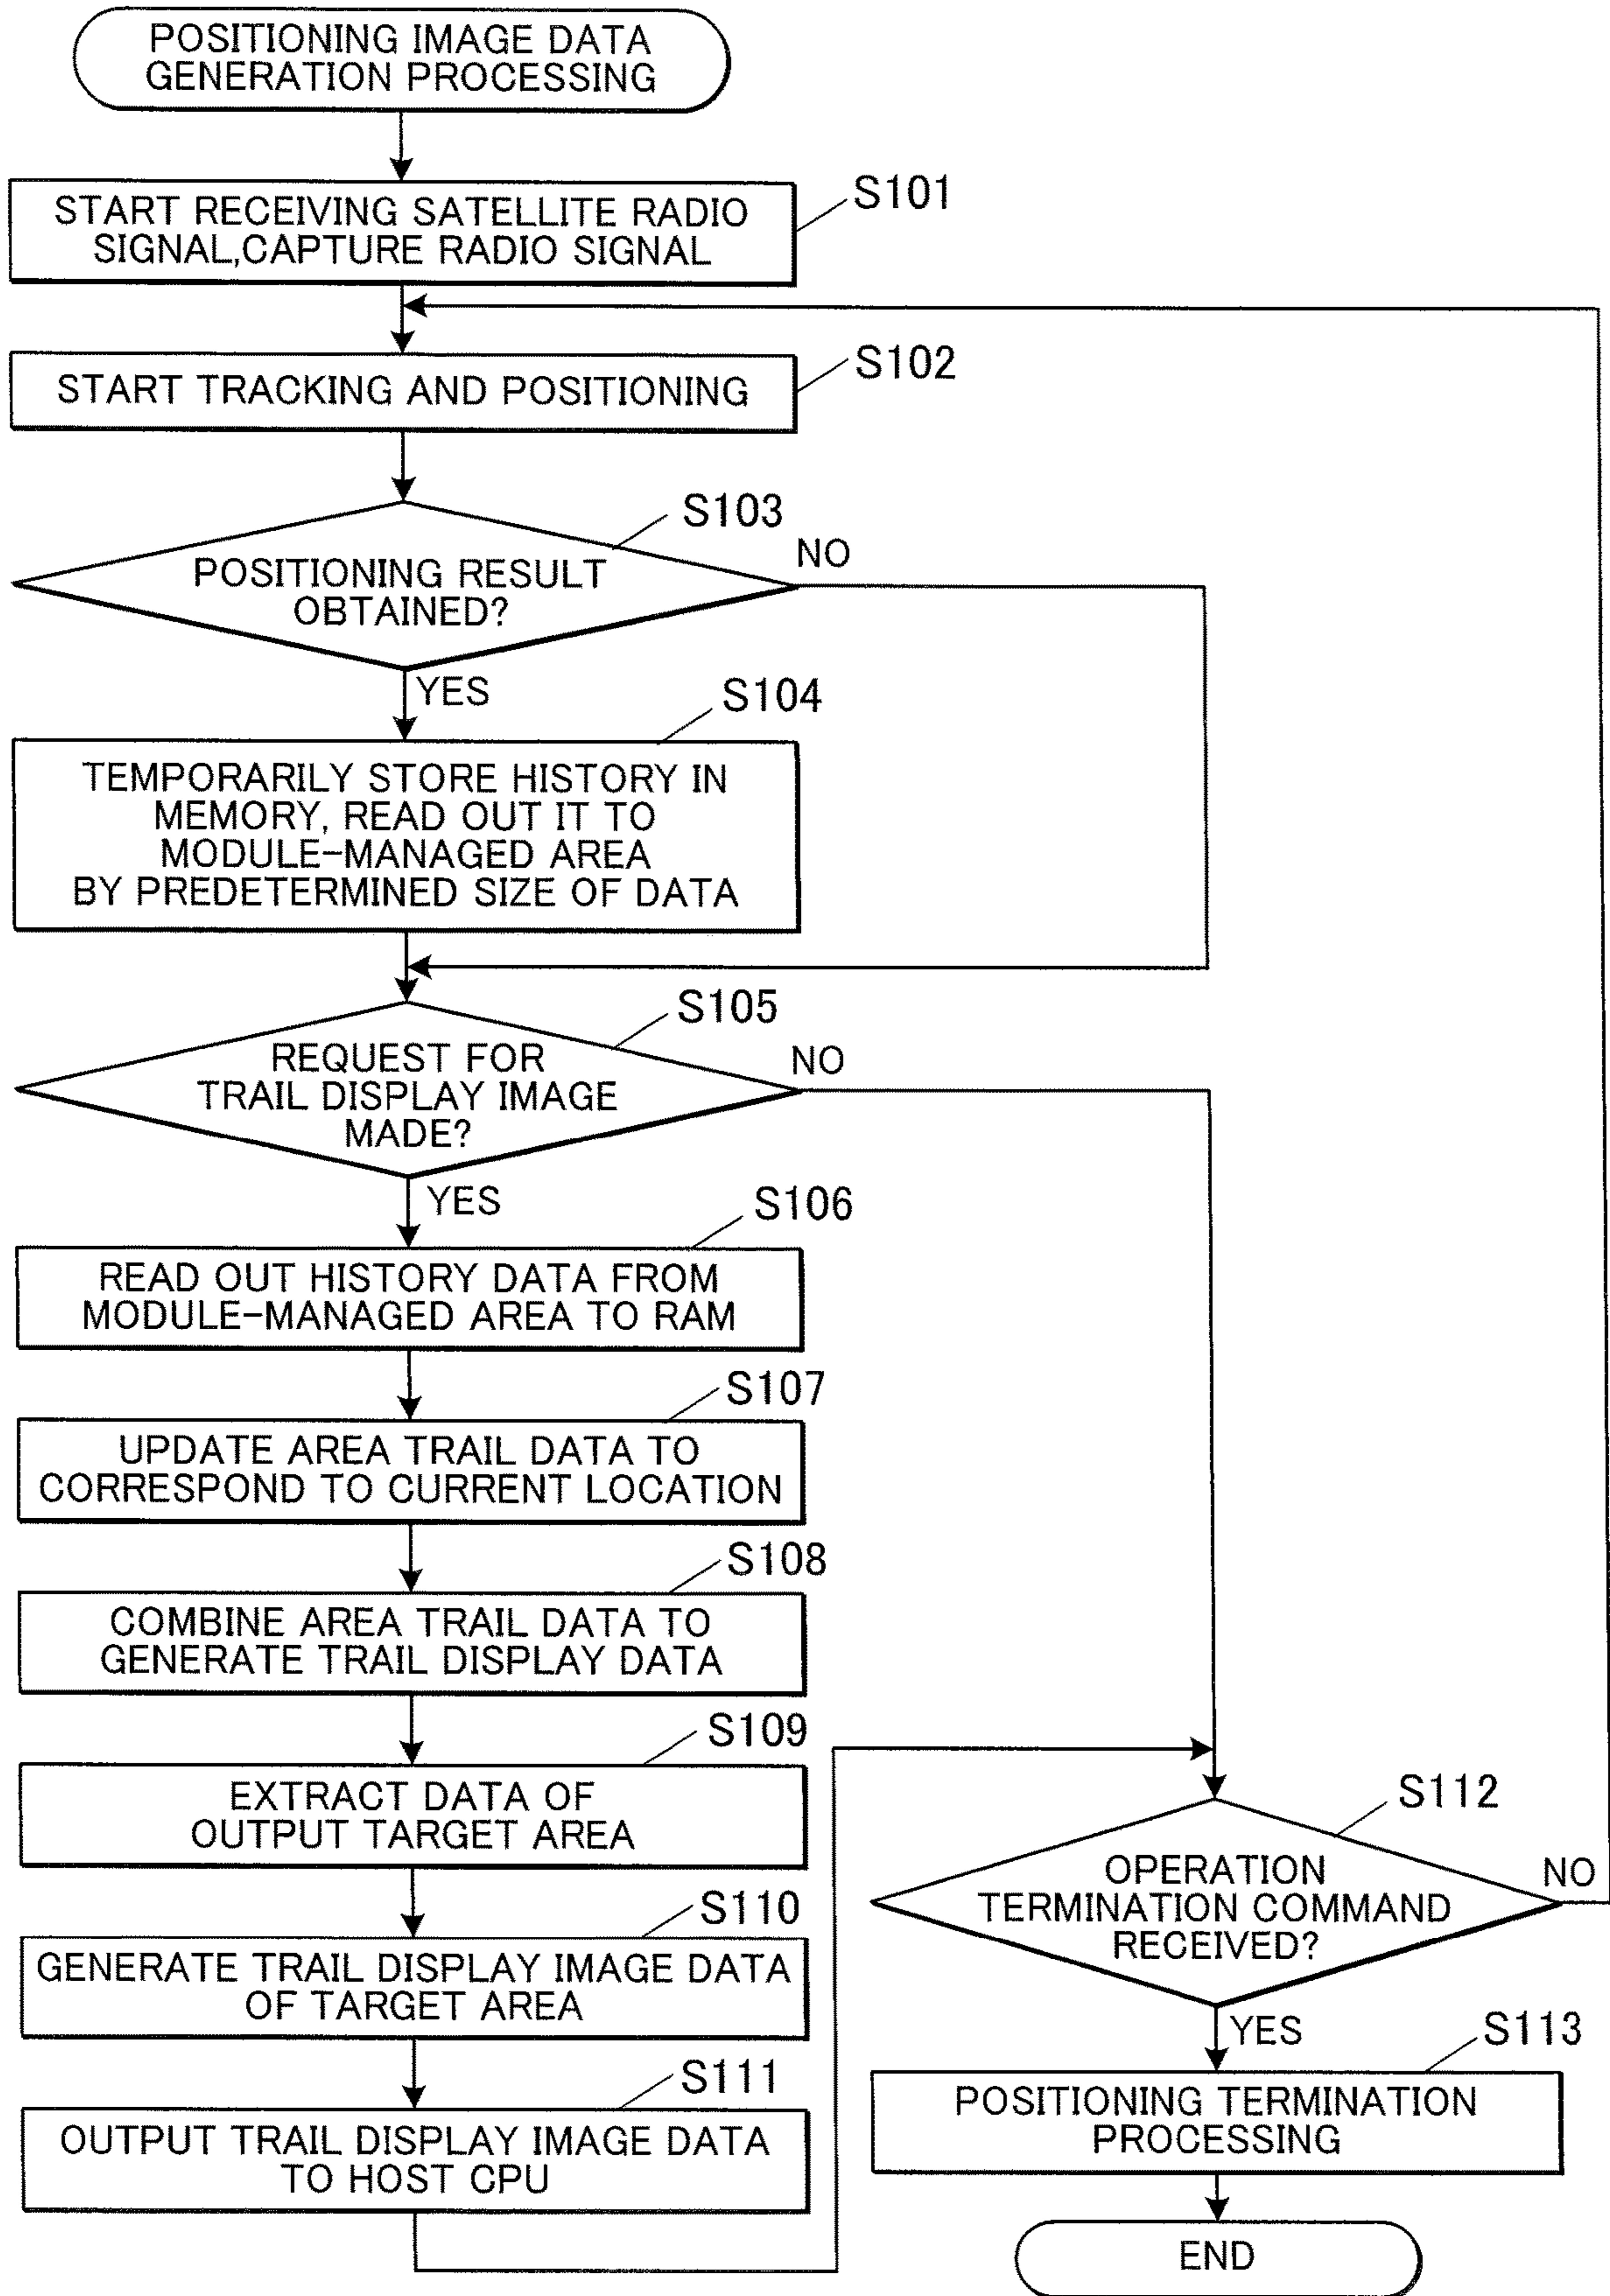 POSITIONING IMAGE DATA
GENERATION PROCESSING
START RECEIVING SATELLITE RADIO
SIGNAL,CAPTURE RADIO SIGNAL
S101
START TRACKING AND POSITIONING
S102
POSITIONING RESULT
OBTAINED?
S103
NO
YES
TEMPORARILY STORE HISTORY IN
MEMORY, READ OUT IT TO
MODULE-MANAGED AREA
BY PREDETERMINED SIZE OF DATA
S104
REQUEST FOR
TRAIL DISPLAY IMAGE
MADE?
S105
NO
YES
READ OUT HISTORY DATA FROM
MODULE-MANAGED AREA TO RAM
S106
UPDATE AREA TRAIL DATA TO
CORRESPOND TO CURRENT LOCATION
S107
COMBINE AREA TRAIL DATA TO
GENERATE TRAIL DISPLAY DATA
S108
EXTRACT DATA OF
OUTPUT TARGET AREA
S109
GENERATE TRAIL DISPLAY IMAGE DATA
OF TARGET AREA
S110
OUTPUT TRAIL DISPLAY IMAGE DATA
TO HOST CPU
S111
OPERATION
TERMINATION COMMAND
RECEIVED?
S112
NO
YES
POSITIONING TERMINATION
PROCESSING
S113
END